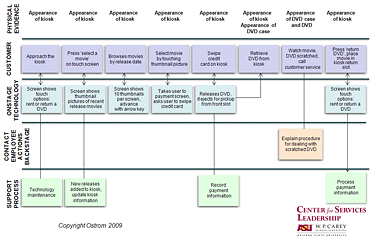 PHYSICAL
EVIDENCE
Appearance
of kiosk
Appearance
of kiosk
Appearance
of kiosk
Appearance
of kiosk
Appearance
of kiosk
Appearance of
DVD case
Appearance
of DVD case
and DVD
Appearance
of kiosk
CUSTOMER
Approach the
kiosk
Press 'select a
movie'
on touch screen
Browses movies
by release date
Select movie
by touching
thumbnail picture
Swipe
credit
card on kiosk
Retrieve
DVD
from kiosk
Watch movie,
DVD scratched,
call
customer service
Press 'return
DVD', place
movie in
kiosk return
slot
ONSTAGE
TECHNOLOGY
Screen shows
touch
options:
rent or return a
DVD
Screen shows
thumbnail
pictures of recent
release movies
Screen shows
10 thumbnails
per screen,
advance
with arrow key
Takes user to
payment screen,
asks user to swipe
credit card
Releases DVD,
Ejects for pickup
from front slot
Screen shows
touch
options:
rent or return a
DVD
CONTACT
EMPLOYEE
ACTIONS
BACKSTAGE
Explain procedure
for dealing with
scratched DVD
SUPPORT
PROCESS
Technology
maintenance
New releases
added to kiosk,
update kiosk
information
Record
payment
information
Process
payment
information
Copyright Ostrom 2009
CENTER for SERVICES
LEADERSHIP
ASU W. P. CAREY